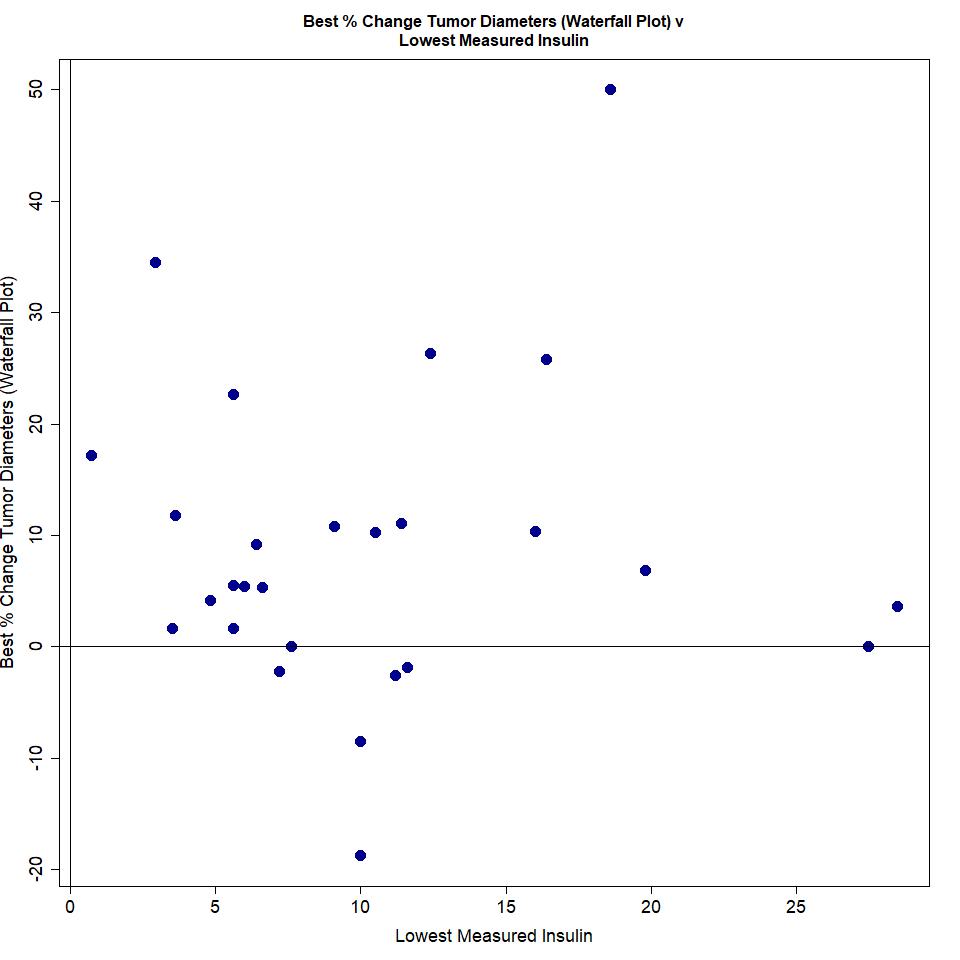 Best % Change Tumor Diameters (Waterfall Plot) v
Lowest Measured Insulin
Best % Change Tumor Diameters (Waterfall Plot)
50
40
30
20
10
0
-10
-20
0 5 10 15 20 25
Lowest Measured Insulin